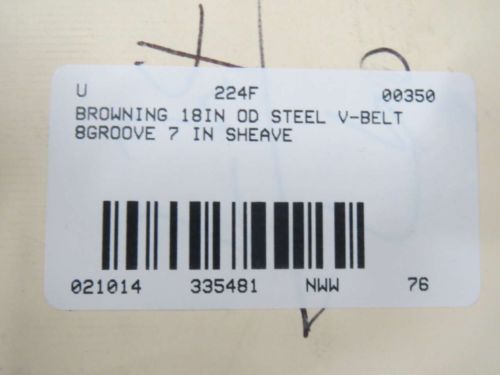 U 224F 00350
BROWNING 18IN OD STEEL V-BELT
8GROOVE 7 IN SHEAVE
021014 335481 NWW 76